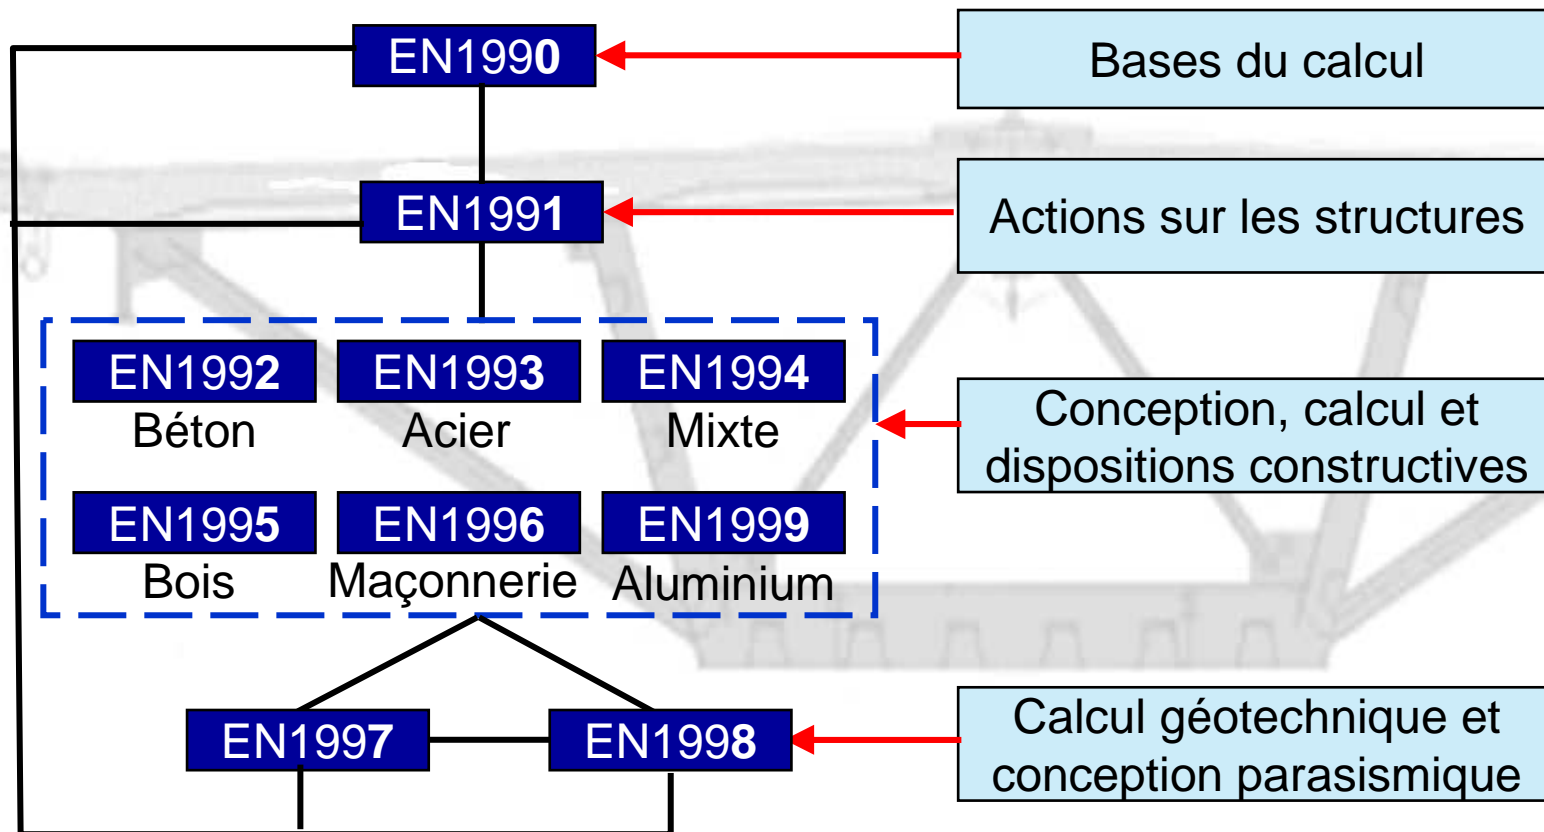 EN1990
Bases du calcul
EN1991
Actions sur les structures
EN1992 EN1993 EN1994
Béton Acier Mixte
Conception, calcul et
dispositions constructives
EN1995 EN1996 EN1999
Bois Maçonnerie Aluminium
EN1997 EN1998
Calcul géotechnique et
conception parasismique